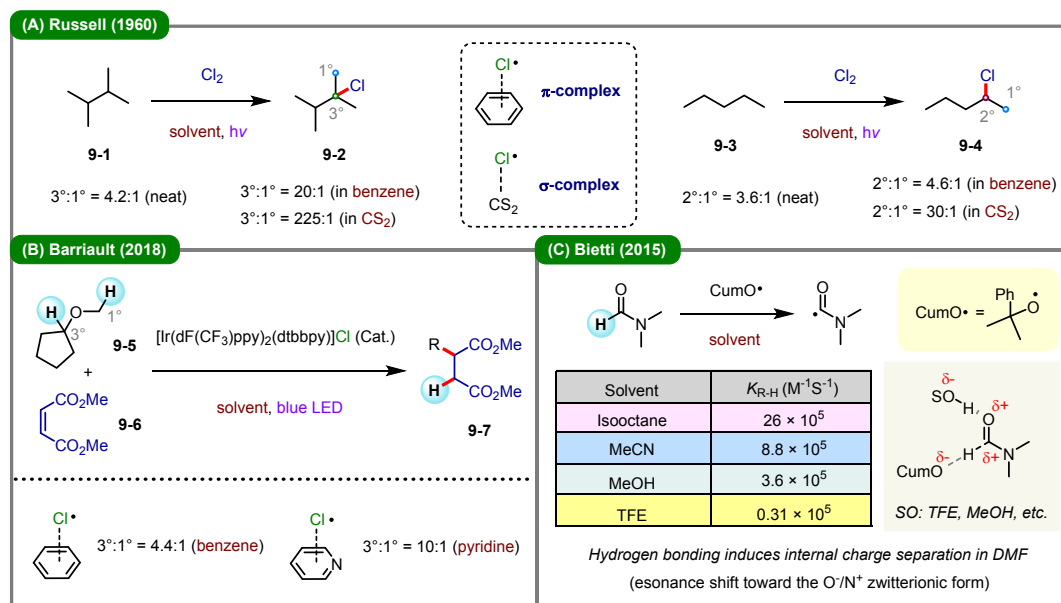 (A) Russell (1960)
Cl2
solvent, hv
9-1
3°:1° = 4.2:1 (neat)
1°
Cl
3°
9-2
3°:1° = 20:1 (in benzene)
3°:1° = 225:1 (in CS2)
Cl•
π-complex
Cl•
σ-complex
CS2
9-3
2°:1° = 3.6:1 (neat)
Cl2
solvent, hv
Cl
1°
2°
9-4
2°:1° = 4.6:1 (in benzene)
2°:1° = 30:1 (in CS2)
(B) Barriault (2018)
H
H
O
1°
3°
9-5
+
CO2Me
9-6
CO2Me
[Ir(dF(CF3)ppy)2(dtbbpy)]Cl (Cat.)
solvent, blue LED
R
CO2Me
H
CO2Me
9-7
Cl•
3°:1° = 4.4:1 (benzene)
Cl•
N
3°:1° = 10:1 (pyridine)
(C) Bietti (2015)
O
H
N
CumO•
solvent
O
•
N
Ph
CumO• =
O•
Solvent KR-H (M-1S-1)
Isooctane 26 × 10^5
MeCN 8.8 × 10^5
MeOH 3.6 × 10^5
TFE 0.31 × 10^5
δ-
SO
H
O
δ+
δ-
H
N
CumO
δ+
SO: TFE, MeOH, etc.
Hydrogen bonding induces internal charge separation in DMF
(esonance shift toward the O-/N+ zwitterionic form)